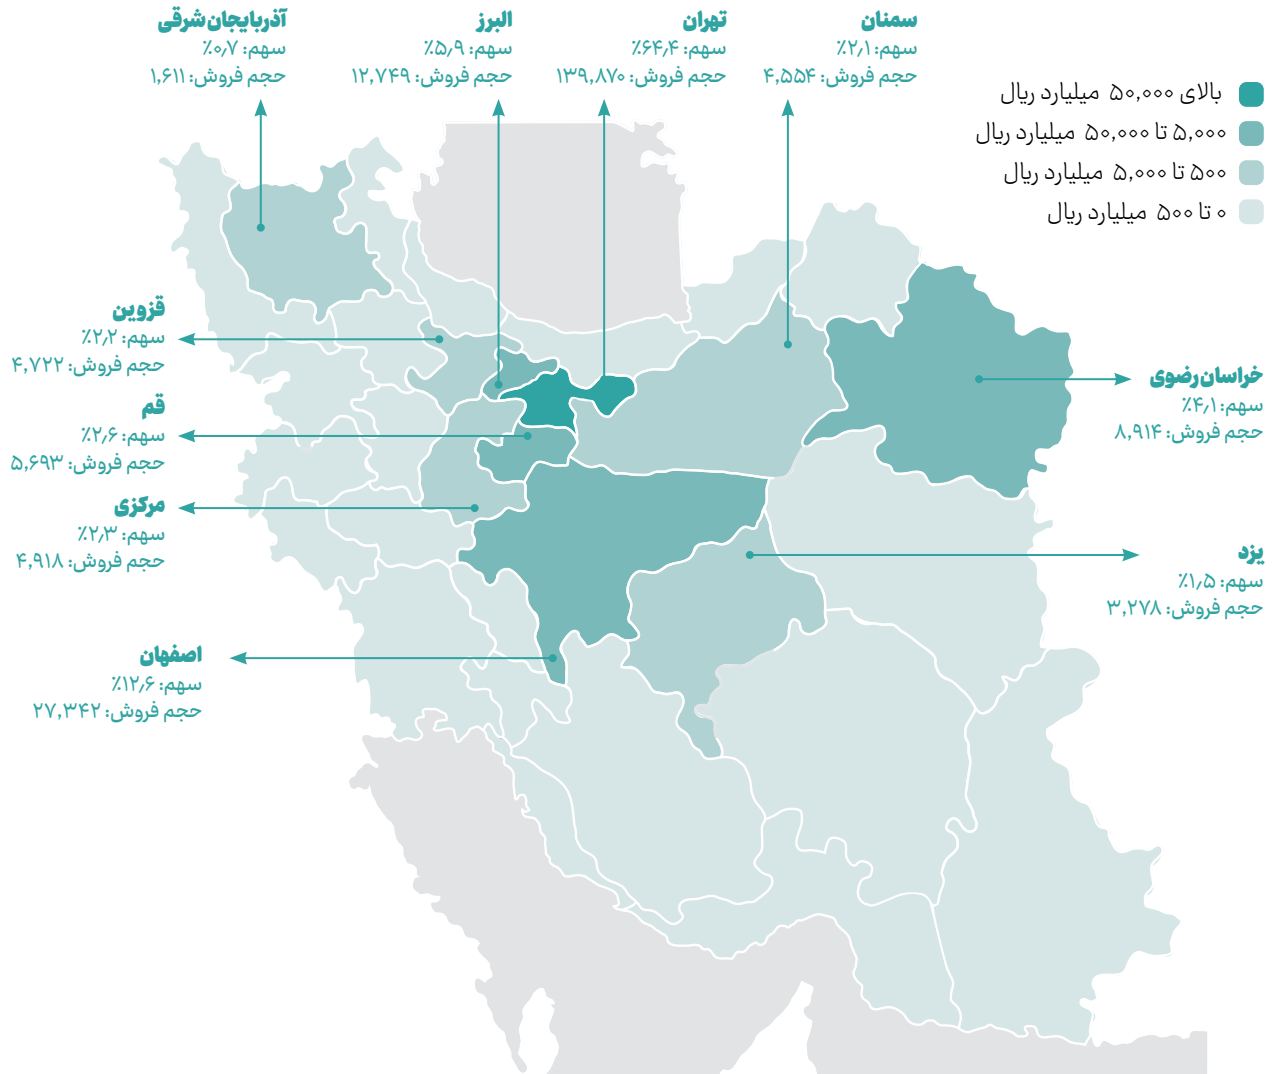 آذربایجان‌شرقی
سهم: ۰٫۷٪
حجم فروش: ۱,۶۱۱
البرز
سهم: ۵٫۹٪
حجم فروش: ۱۲,۷۴۹
تهران
سهم: ۶۴٫۴٪
حجم فروش: ۱۳۹,۸۷۰
سمنان
سهم: ۲٫۱٪
حجم فروش: ۴,۵۵۴
بالای ۵۰,۰۰۰ میلیارد ریال
۵,۰۰۰ تا ۵۰,۰۰۰ میلیارد ریال
۵۰۰ تا ۵,۰۰۰ میلیارد ریال
۰ تا ۵۰۰ میلیارد ریال
قزوین
سهم: ۲٫۲٪
حجم فروش: ۴,۷۲۲
قم
سهم: ۲٫۶٪
حجم فروش: ۵,۶۹۳
مرکزی
سهم: ۲٫۳٪
حجم فروش: ۴,۹۱۸
اصفهان
سهم: ۱۲٫۶٪
حجم فروش: ۲۷,۳۴۲
خراسان‌رضوی
سهم: ۴٫۱٪
حجم فروش: ۸,۹۱۴
یزد
سهم: ۱٫۵٪
حجم فروش: ۳,۲۷۸